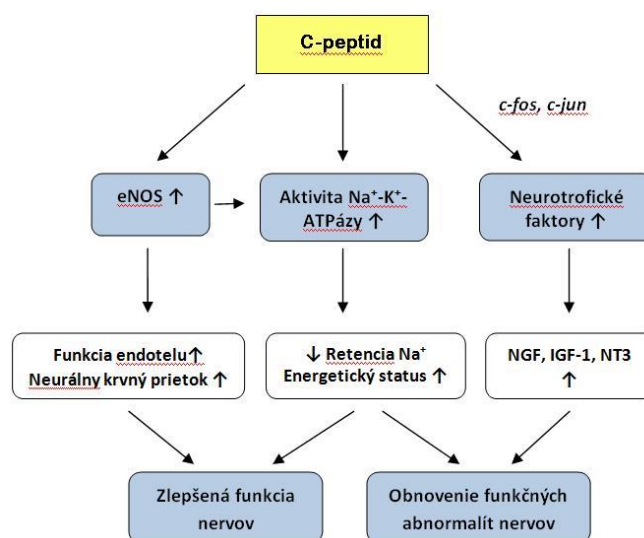 C-peptid
c-fos, c-jun
eNOS ↑
Aktivita Na⁺-K⁺-
ATPázy ↑
Neurotrofické
faktory ↑
Funkcia endotelu↑
Neurálny krvný prietok ↑
↓ Retencia Na⁺
Energetický status ↑
NGF, IGF-1, NT3
↑
Zlepšená funkcia
nervov
Obnovenie funkčných
abnormalít nervov